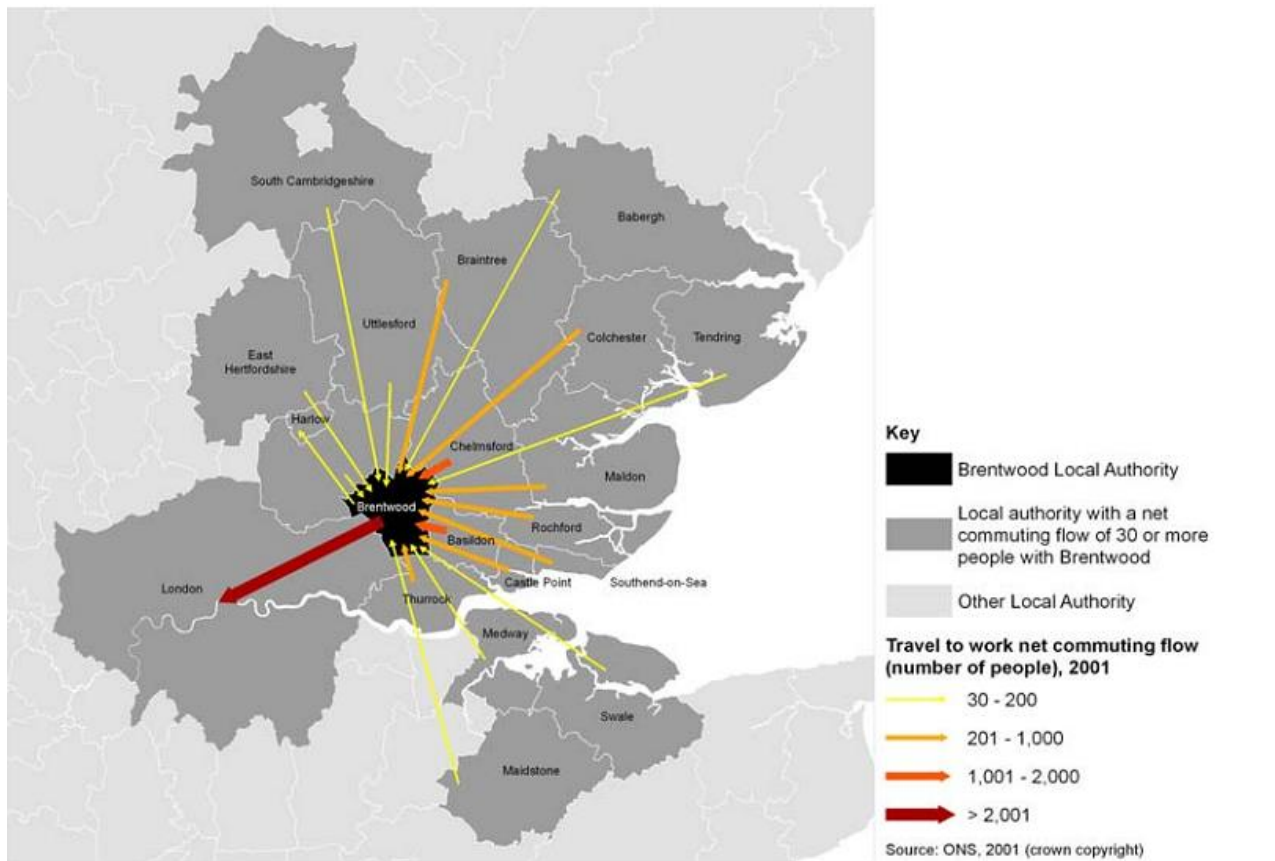 South Cambridgeshire
Babergh
Braintree
Uttlesford
Colchester
Tendring
East
Hertfordshire
Harlow
Chelmsford
Maldon
Brentwood
Rochford
Basildon
Castle Point
Southend-on-Sea
London
Thurrock
Medway
Swale
Maidstone
Key
Brentwood Local Authority
Local authority with a net
commuting flow of 30 or more
people with Brentwood
Other Local Authority
Travel to work net commuting flow
(number of people), 2001
30 - 200
201 - 1,000
1,001 - 2,000
> 2,001
Source: ONS, 2001 (crown copyright)